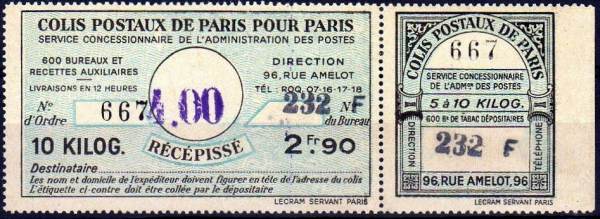 COLIS POSTAUX DE PARIS POUR PARIS
SERVICE CONCESSIONNAIRE DE L'ADMINISTRATION DES POSTES
600 BUREAUX ET
RECETTES AUXILIAIRES
LIVRAISONS EN 12 HEURES
DIRECTION
96, RUE AMELOT
TÉL: ROQ. 07-16-17-18
No
d'Ordre
667
4.00
232 F
No
du Bureau
10 KILOG.
RÉCÉPISSÉ
2Fr.90
Destinataire
Les nom et domicile de l'expéditeur doivent figurer en tête de l'adresse du colis
L'étiquette ci-contre doit être collée par le dépositaire
LECRAM SERVANT PARIS
COLIS POSTAUX DE PARIS
667
SERVICE CONCESSIONNAIRE
DE L'ADMon DES POSTES
5 à 10 KILOG.
600 Bx DE TABAC DÉPOSITAIRES
DIRECTION
232 F
TÉLÉPHONE
96, RUE AMELOT, 96
LECRAM SERVANT PARIS